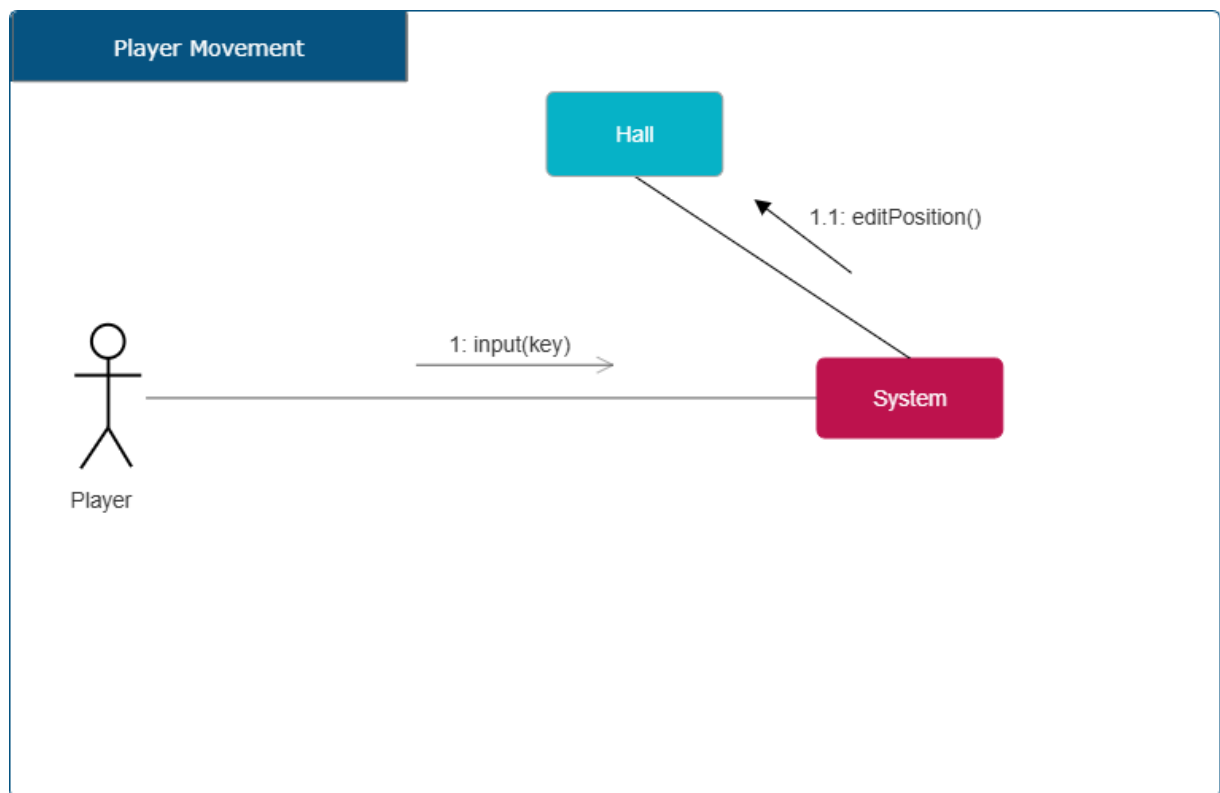 Player Movement
Hall
1.1: editPosition()
1: input(key)
System
Player